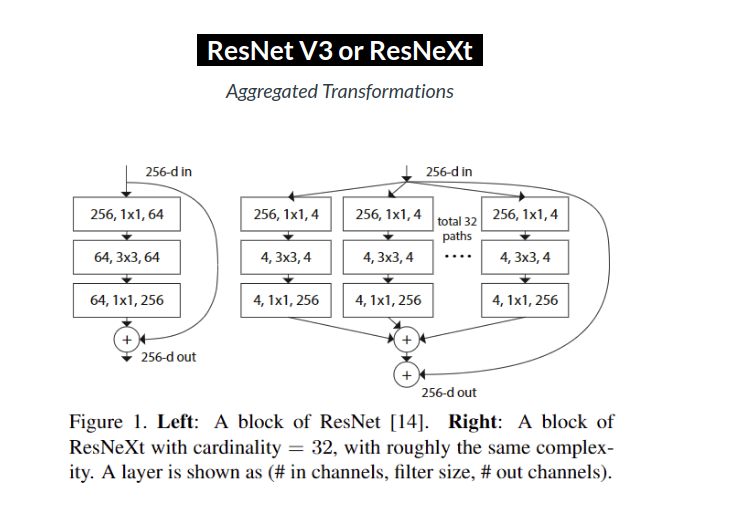 ResNet V3 or ResNeXt
Aggregated Transformations
256-d in
256, 1x1, 64
64, 3x3, 64
64, 1x1, 256
+
256-d out
256-d in
256, 1x1, 4
256, 1x1, 4
total 32
paths
....
256, 1x1, 4
4, 3x3, 4
4, 3x3, 4
4, 3x3, 4
4, 1x1, 256
4, 1x1, 256
4, 1x1, 256
+
+
256-d out
Figure 1. Left: A block of ResNet [14]. Right: A block of
ResNeXt with cardinality = 32, with roughly the same complex-
ity. A layer is shown as (# in channels, filter size, # out channels).